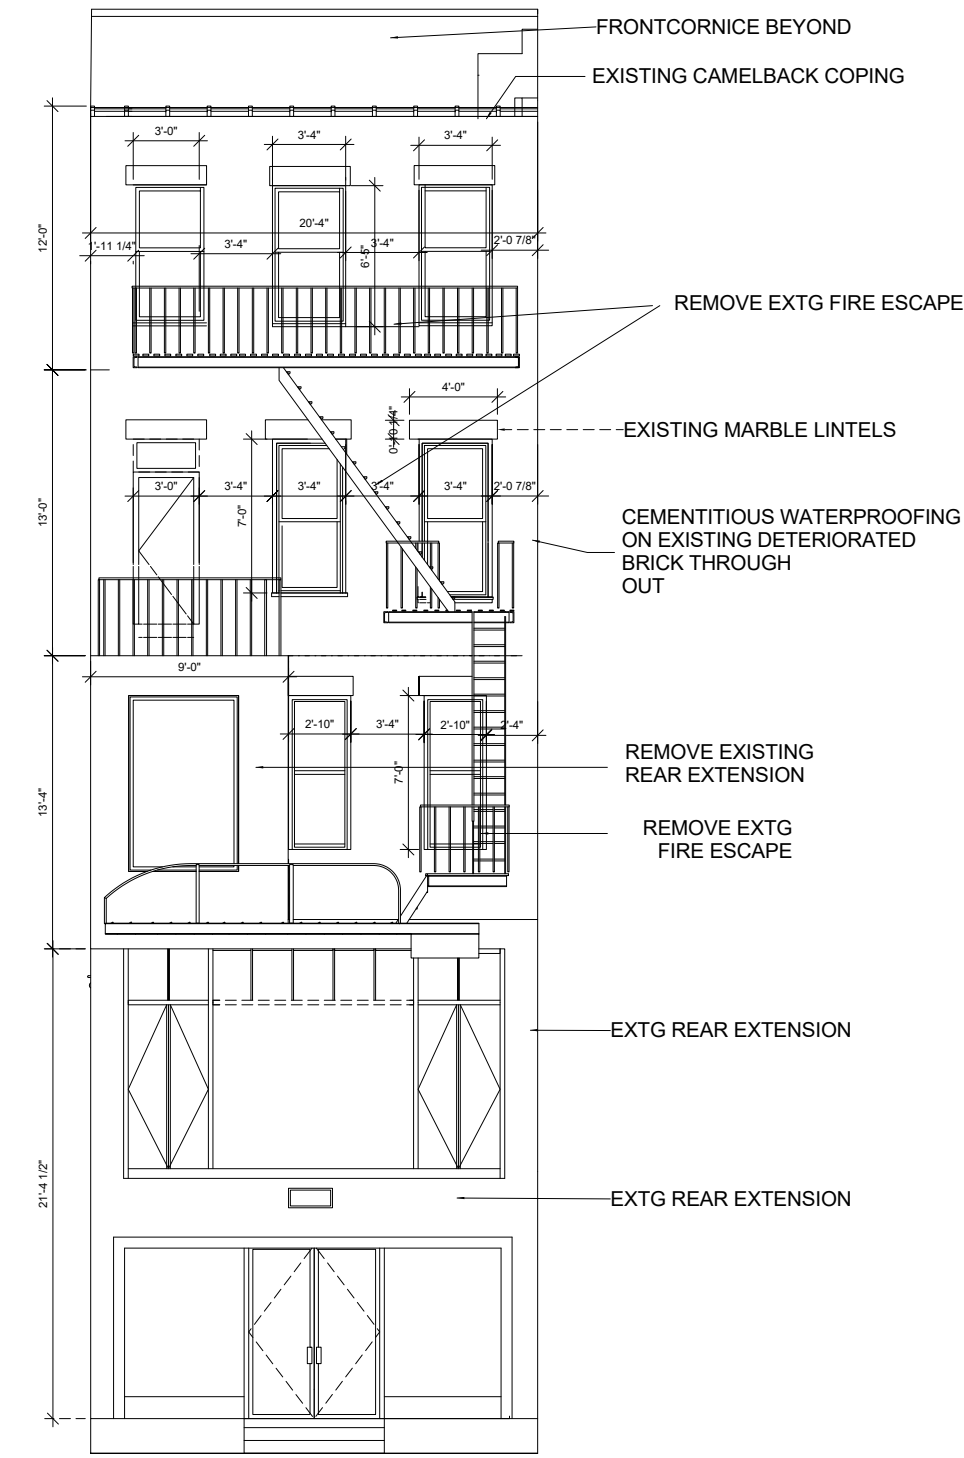 FRONTCORNICE BEYOND
EXISTING CAMELBACK COPING
3'-0"
3'-4"
3'-4"
20'-4"
12'-0"
1'-11 1/4"
3'-4"
6'-5"
3'-4"
2'-0 7/8"
REMOVE EXTG FIRE ESCAPE
4'-0"
0'-10 1/4"
EXISTING MARBLE LINTELS
13'-0"
3'-0"
3'-4"
7'-0"
3'-4"
3'-4"
3'-4"
2'-0 7/8"
CEMENTITIOUS WATERPROOFING
ON EXISTING DETERIORATED
BRICK THROUGH
OUT
9'-0"
2'-10"
3'-4"
2'-10"
2'-4"
7'-0"
REMOVE EXISTING
REAR EXTENSION
13'-4"
REMOVE EXTG
FIRE ESCAPE
EXTG REAR EXTENSION
21'-4 1/2"
EXTG REAR EXTENSION